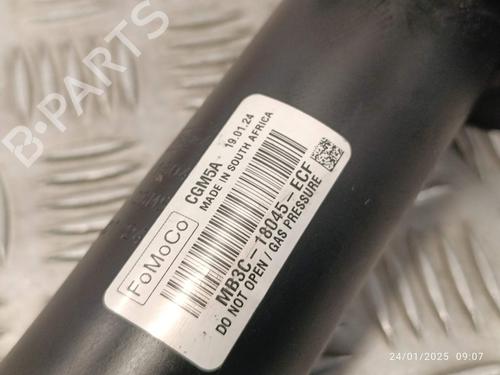 B-PARTS
CGM5A 19.01.24
MADE IN SOUTH AFRICA
FoMoCo
MB3C-18045-ECF
DO NOT OPEN / GAS PRESSURE
24/01/2025 09:07